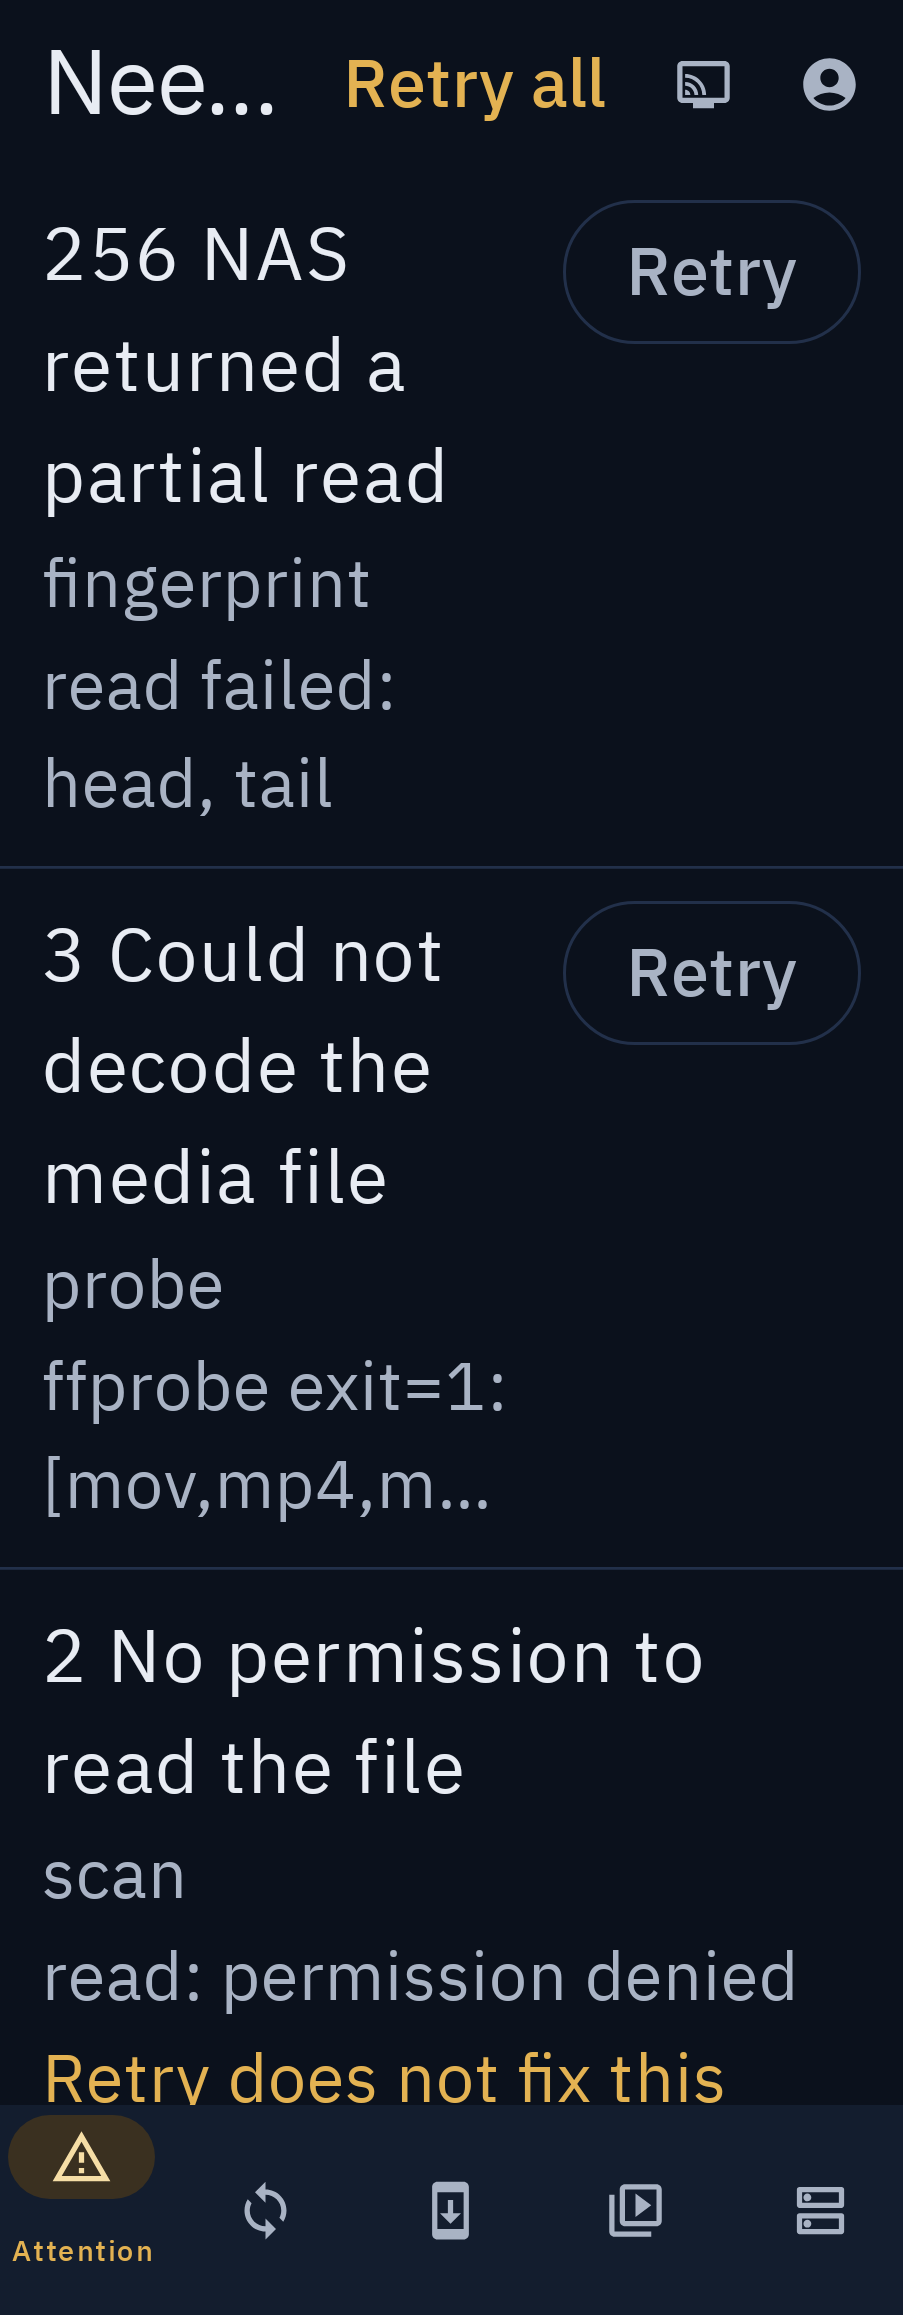 Nee...
Retry all
256 NAS
returned a
partial read
Retry
fingerprint
read failed:
head, tail
3 Could not
decode the
media file
Retry
probe
ffprobe exit=1:
[mov,mp4,m...
2 No permission to
read the file
scan
read: permission denied
Retry does not fix this
Attention